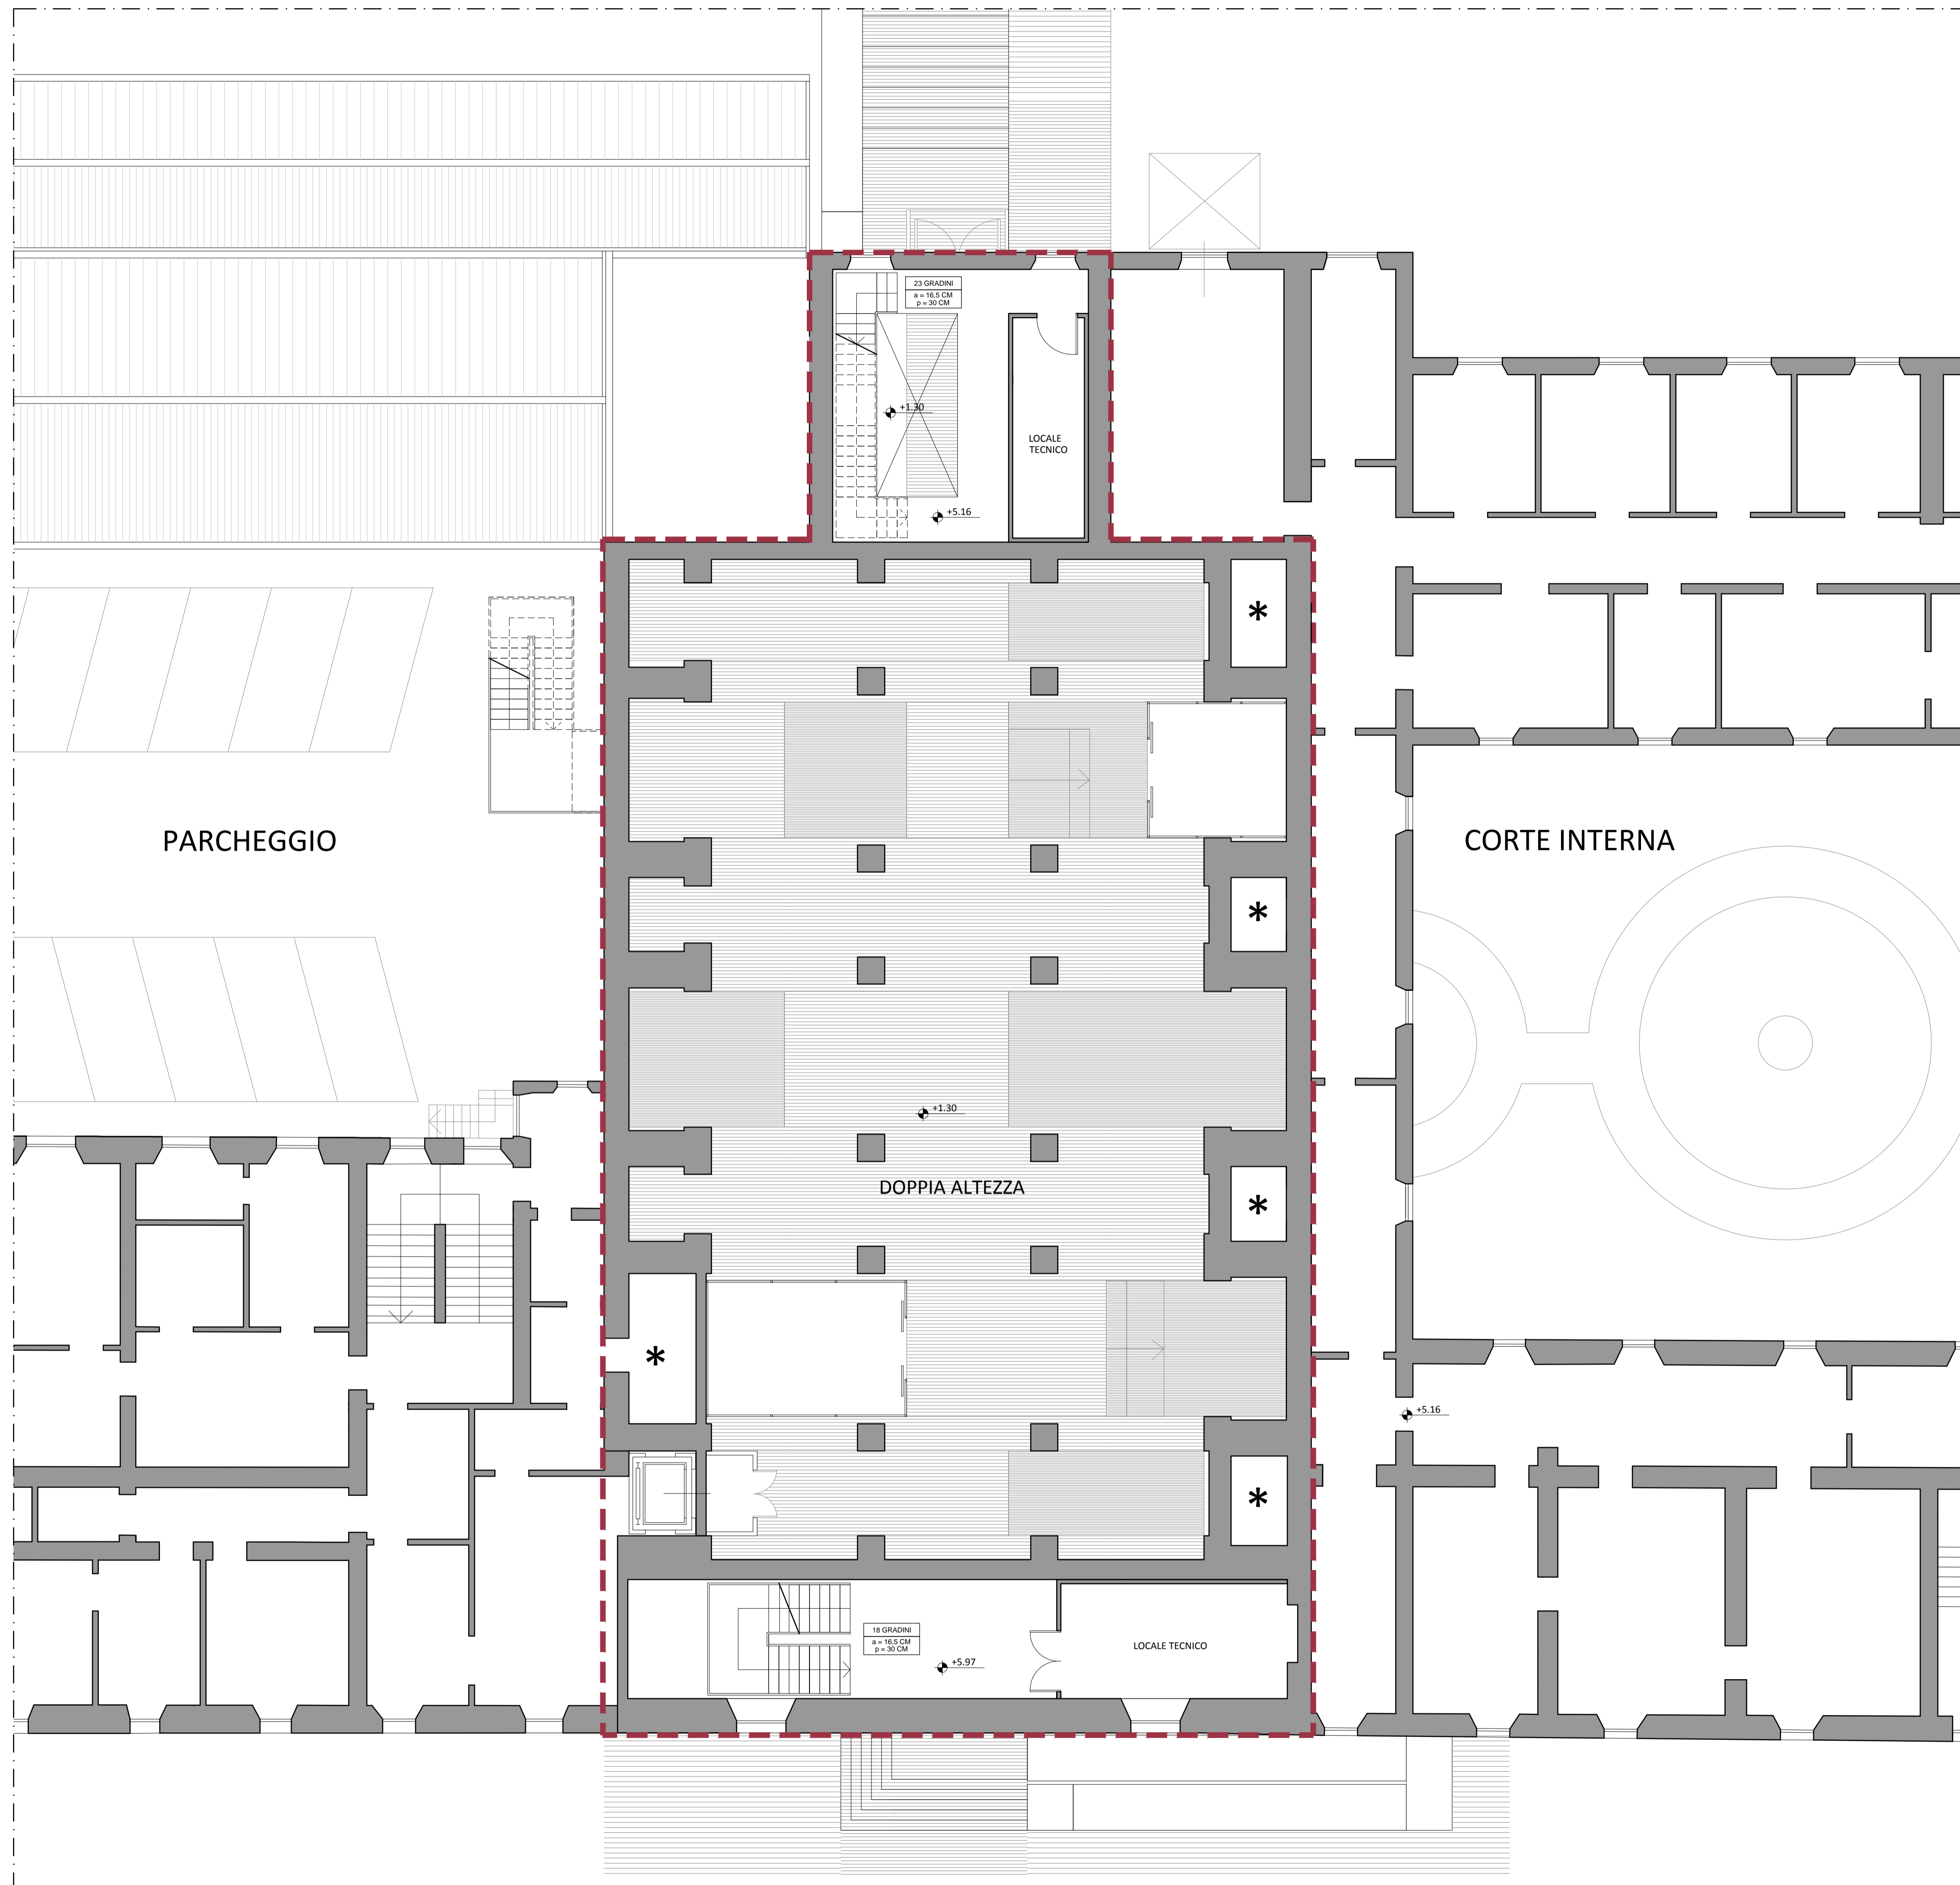 23 GRADINI
a = 16,5 CM
p = 30 CM
+1.30
LOCALE
TECNICO
+5.16
*
PARCHEGGIO
CORTE INTERNA
*
+1.30
DOPPIA ALTEZZA
*
*
+5.16
*
18 GRADINI
a = 16,5 CM
p = 30 CM
LOCALE TECNICO
+5.97